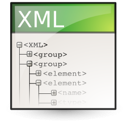 XML
<XML>
<group>
<group>
<element>
<element>
<name>